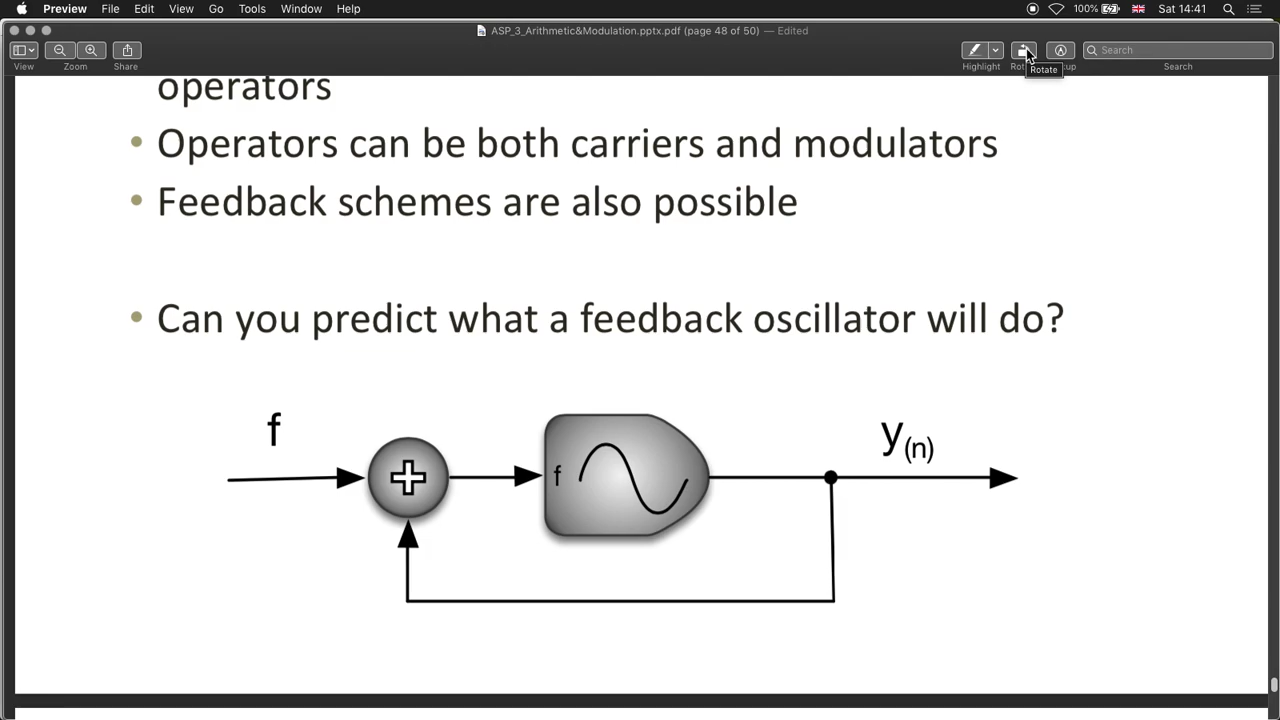 Preview File Edit View Go Tools Window Help 100% Sat 14:41
ASP_3_Arithmetic&Modulation.pptx.pdf (page 48 of 50) — Edited
Search
View Zoom Share Highlight Search
Rotate
operators
• Operators can be both carriers and modulators
• Feedback schemes are also possible
• Can you predict what a feedback oscillator will do?
f
y(n)
f